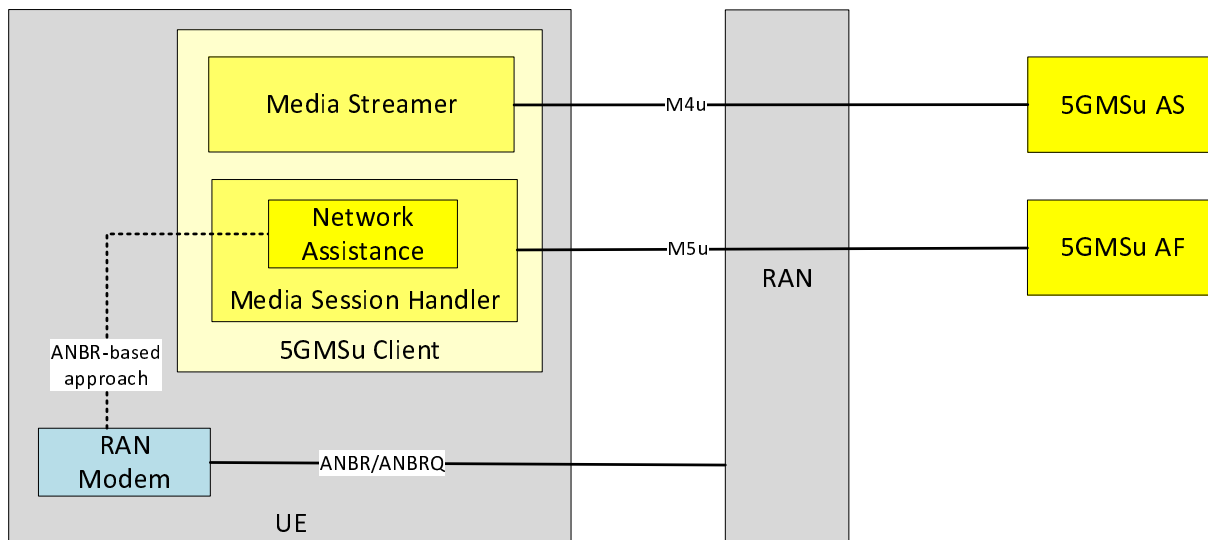 Media Streamer
M4u
5GMSu AS
Network
Assistance
Media Session Handler
M5u
5GMSu AF
RAN
5GMSu Client
ANBR-based
approach
RAN
Modem
ANBR/ANBRQ
UE